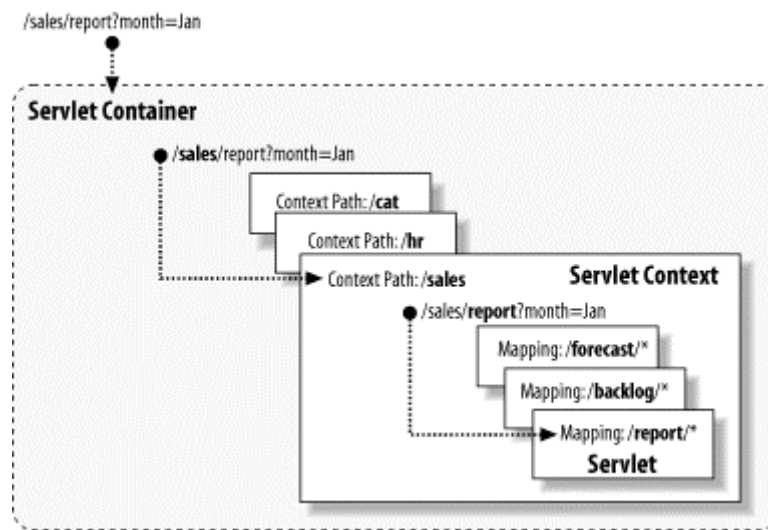 /sales/report?month=Jan
Servlet Container
/sales/report?month=Jan
Context Path: /cat
Context Path: /hr
Context Path: /sales
Servlet Context
/sales/report?month=Jan
Mapping: /forecast/*
Mapping: /backlog/*
Mapping: /report/*
Servlet